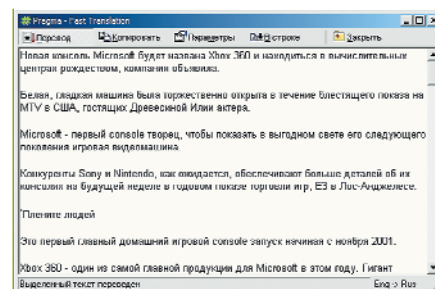 Pragma - Fast Translation
Перевод Копировать Параметры В строке Закрыть
Новая консоль Microsoft будет названа Xbox 360 и находиться в вычислительных
центрах рождеством, компания объявила.
Белая, гладкая машина была торжественно открыта в течение блестящего показа на
MTV в США, гостящих Древесиной Илии актера.
Microsoft - первый console творец, чтобы показать в выгодном свете его следующего
поколения игровая видеомашина.
Конкуренты Sony и Nintendo, как ожидается, обеспечивают больше деталей об их
консолях на будущей неделе в годовом показе торговли игр, E3 в Лос-Анджелесе.
'Плените людей
Это первый главный домашний игровой console запуск начиная с ноября 2001.
Xbox 360 - один из самой главной продукции для Microsoft в этом году. Гигант
Выделенный текст переведен Eng -> Rus